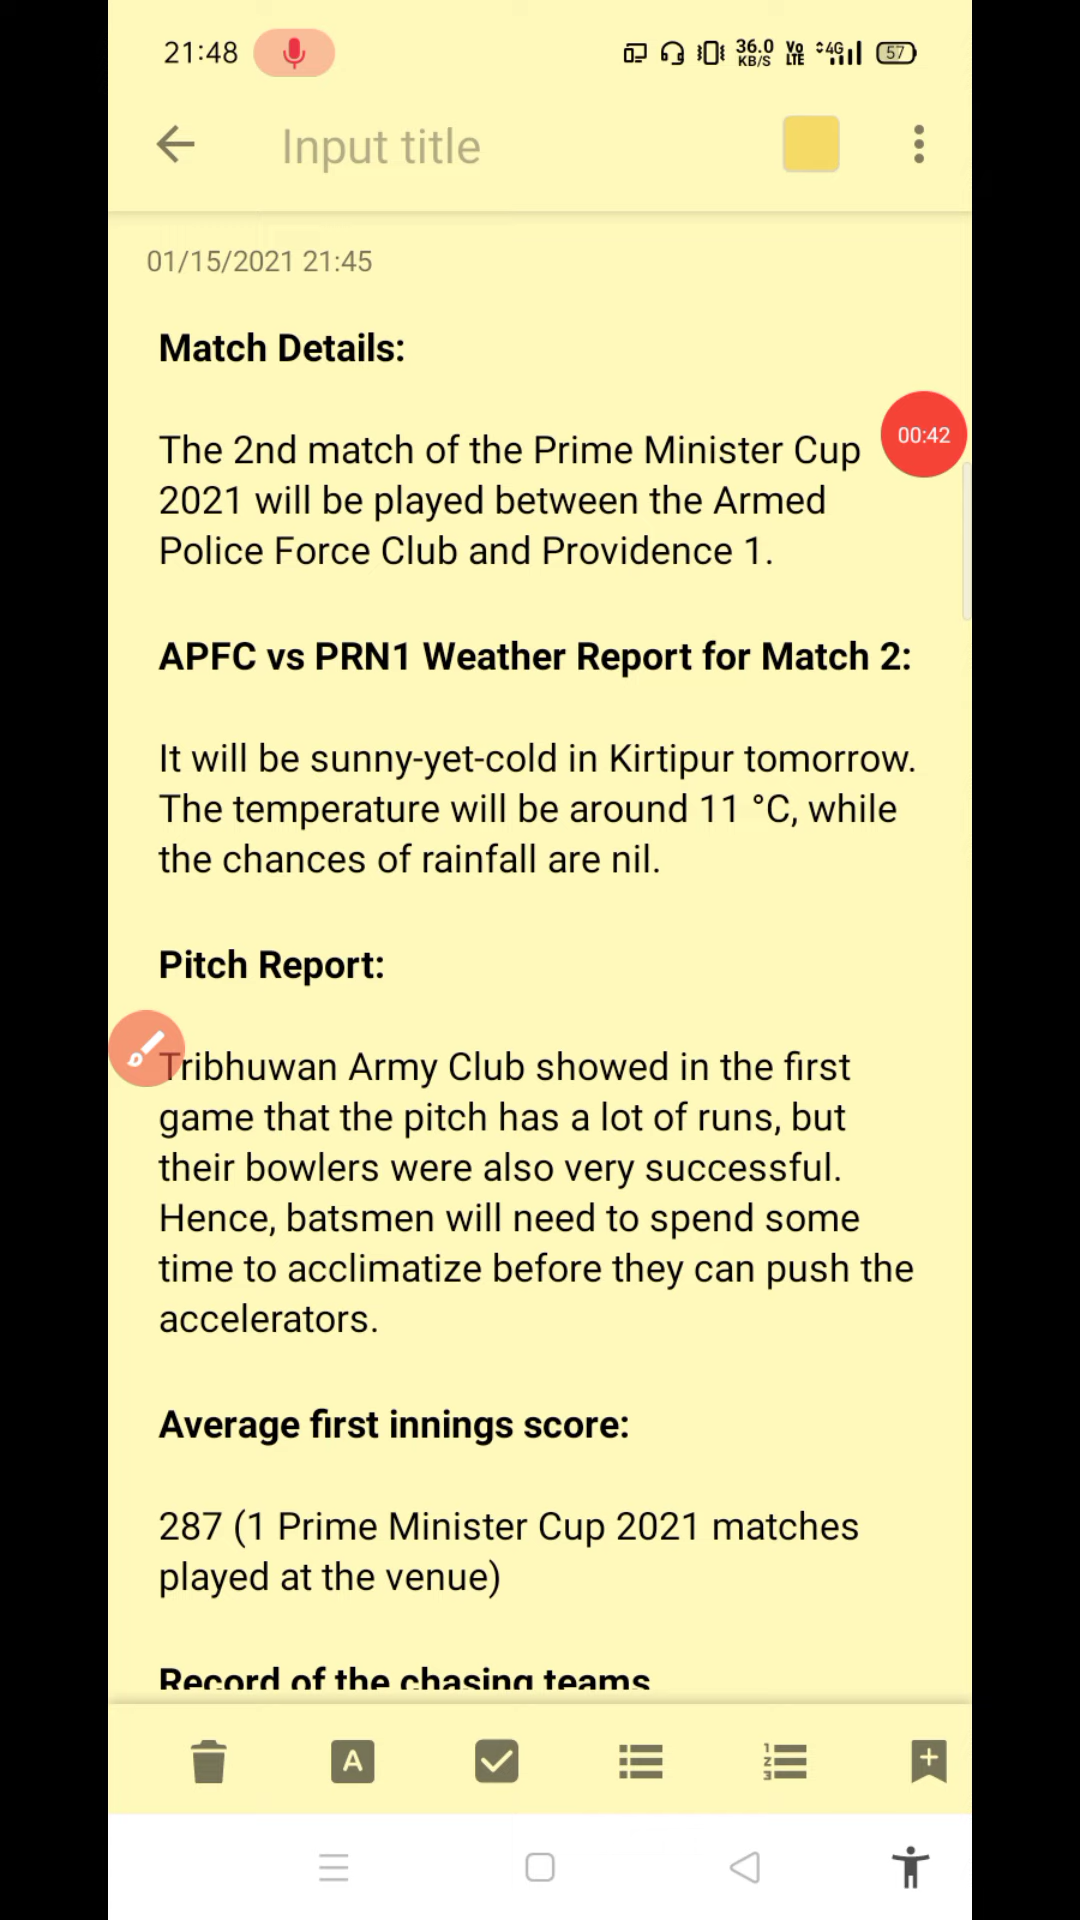 21:48
36.0
KB/S
Vo
LTE
4G
57
Input title
01/15/2021 21:45
Match Details:
00:42
The 2nd match of the Prime Minister Cup
2021 will be played between the Armed
Police Force Club and Providence 1.
APFC vs PRN1 Weather Report for Match 2:
It will be sunny-yet-cold in Kirtipur tomorrow.
The temperature will be around 11 °C, while
the chances of rainfall are nil.
Pitch Report:
Tribhuwan Army Club showed in the first
game that the pitch has a lot of runs, but
their bowlers were also very successful.
Hence, batsmen will need to spend some
time to acclimatize before they can push the
accelerators.
Average first innings score:
287 (1 Prime Minister Cup 2021 matches
played at the venue)
Record of the chasing teams
A
1
2
3